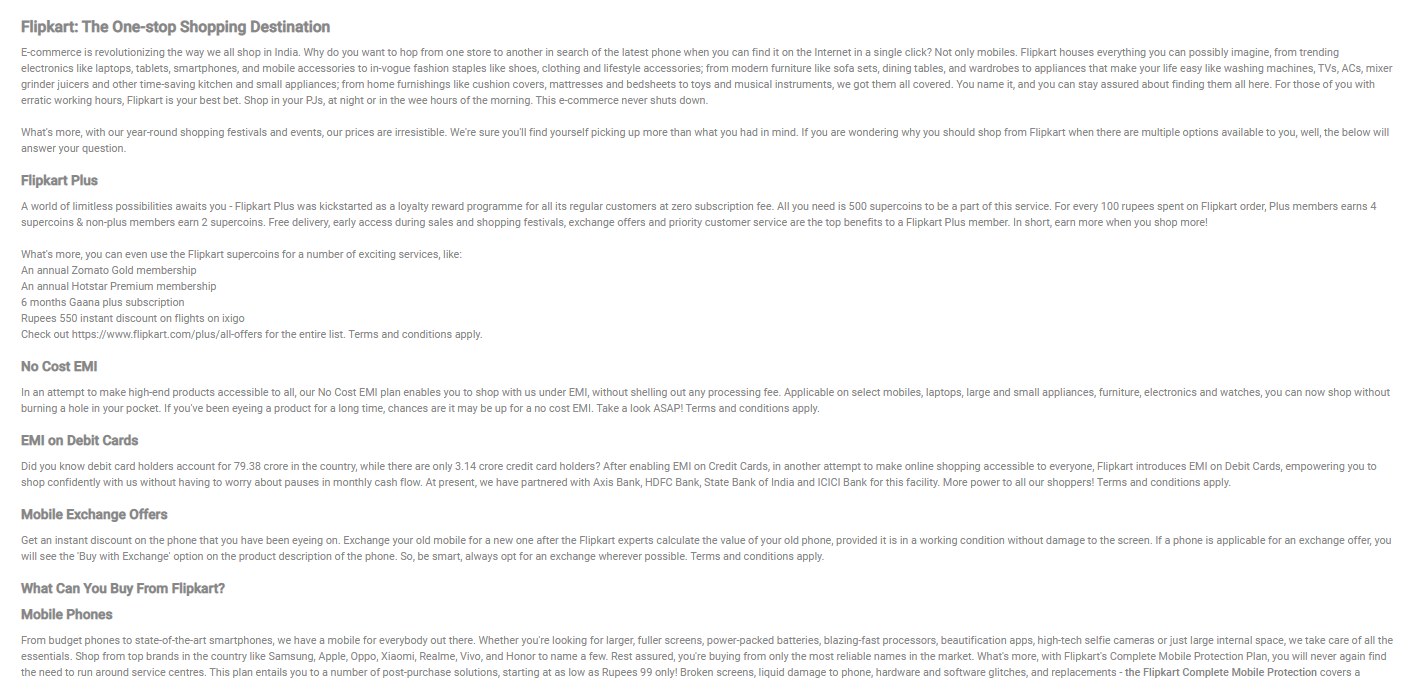 Flipkart: The One-stop Shopping Destination
E-commerce is revolutionizing the way we all shop in India. Why do you want to hop from one store to another in search of the latest phone when you can find it on the Internet in a single click? Not only mobiles. Flipkart houses everything you can possibly imagine, from trending
electronics like laptops, tablets, smartphones, and mobile accessories to in-vogue fashion staples like shoes, clothing and lifestyle accessories; from modern furniture like sofa sets, dining tables, and wardrobes to appliances that make your life easy like washing machines, TVs, ACs, mixer
grinder juicers and other time-saving kitchen and small appliances; from home furnishings like cushion covers, mattresses and bedsheets to toys and musical instruments, we got them all covered. You name it, and you can stay assured about finding them all here. For those of you with
erratic working hours, Flipkart is your best bet. Shop in your PJs, at night or in the wee hours of the morning. This e-commerce never shuts down.
What's more, with our year-round shopping festivals and events, our prices are irresistible. We're sure you'll find yourself picking up more than what you had in mind. If you are wondering why you should shop from Flipkart when there are multiple options available to you, well, the below will
answer your question.
Flipkart Plus
A world of limitless possibilities awaits you - Flipkart Plus was kickstarted as a loyalty reward programme for all its regular customers at zero subscription fee. All you need is 500 supercoins to be a part of this service. For every 100 rupees spent on Flipkart order, Plus members earns 4
supercoins & non-plus members earn 2 supercoins. Free delivery, early access during sales and shopping festivals, exchange offers and priority customer service are the top benefits to a Flipkart Plus member. In short, earn more when you shop more!
What's more, you can even use the Flipkart supercoins for a number of exciting services, like:
An annual Zomato Gold membership
An annual Hotstar Premium membership
6 months Gaana plus subscription
Rupees 550 instant discount on flights on ixigo
Check out https://www.flipkart.com/plus/all-offers for the entire list. Terms and conditions apply.
No Cost EMI
In an attempt to make high-end products accessible to all, our No Cost EMI plan enables you to shop with us under EMI, without shelling out any processing fee. Applicable on select mobiles, laptops, large and small appliances, furniture, electronics and watches, you can now shop without
burning a hole in your pocket. If you've been eyeing a product for a long time, chances are it may be up for a no cost EMI. Take a look ASAP! Terms and conditions apply.
EMI on Debit Cards
Did you know debit card holders account for 79.38 crore in the country, while there are only 3.14 crore credit card holders? After enabling EMI on Credit Cards, in another attempt to make online shopping accessible to everyone, Flipkart introduces EMI on Debit Cards, empowering you to
shop confidently with us without having to worry about pauses in monthly cash flow. At present, we have partnered with Axis Bank, HDFC Bank, State Bank of India and ICICI Bank for this facility. More power to all our shoppers! Terms and conditions apply.
Mobile Exchange Offers
Get an instant discount on the phone that you have been eyeing on. Exchange your old mobile for a new one after the Flipkart experts calculate the value of your old phone, provided it is in a working condition without damage to the screen. If a phone is applicable for an exchange offer, you
will see the 'Buy with Exchange' option on the product description of the phone. So, be smart, always opt for an exchange wherever possible. Terms and conditions apply.
What Can You Buy From Flipkart?
Mobile Phones
From budget phones to state-of-the-art smartphones, we have a mobile for everybody out there. Whether you're looking for larger, fuller screens, power-packed batteries, blazing-fast processors, beautification apps, high-tech selfie cameras or just large internal space, we take care of all the
essentials. Shop from top brands in the country like Samsung, Apple, Oppo, Xiaomi, Realme, Vivo, and Honor to name a few. Rest assured, you're buying from only the most reliable names in the market. What's more, with Flipkart's Complete Mobile Protection Plan, you will never again find
the need to run around service centres. This plan entails you to a number of post-purchase solutions, starting at as low as Rupees 99 only! Broken screens, liquid damage to phone, hardware and software glitches, and replacements - the Flipkart Complete Mobile Protection covers a